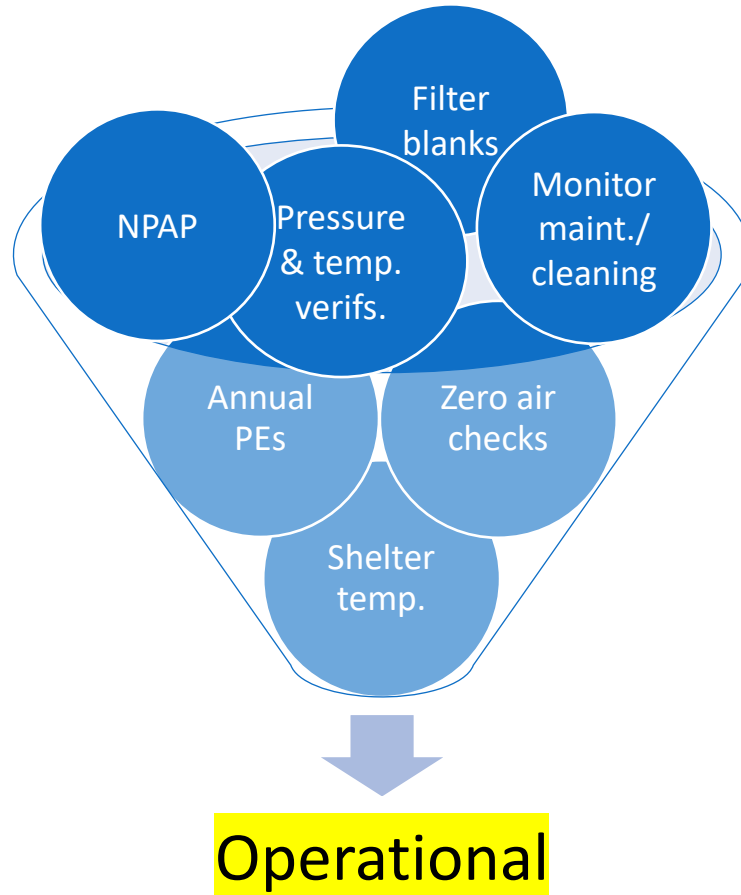 Filter
blanks
NPAP
Pressure
& temp.
verifs.
Monitor
maint./
cleaning
Annual
PEs
Zero air
checks
Shelter
temp.
Operational